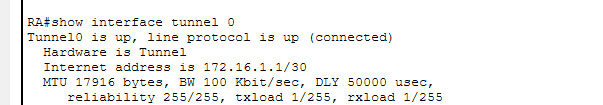 RA#show interface tunnel 0
Tunnel0 is up, line protocol is up (connected)
Hardware is Tunnel
Internet address is 172.16.1.1/30
MTU 17916 bytes, BW 100 Kbit/sec, DLY 50000 usec,
reliability 255/255, txload 1/255, rxload 1/255